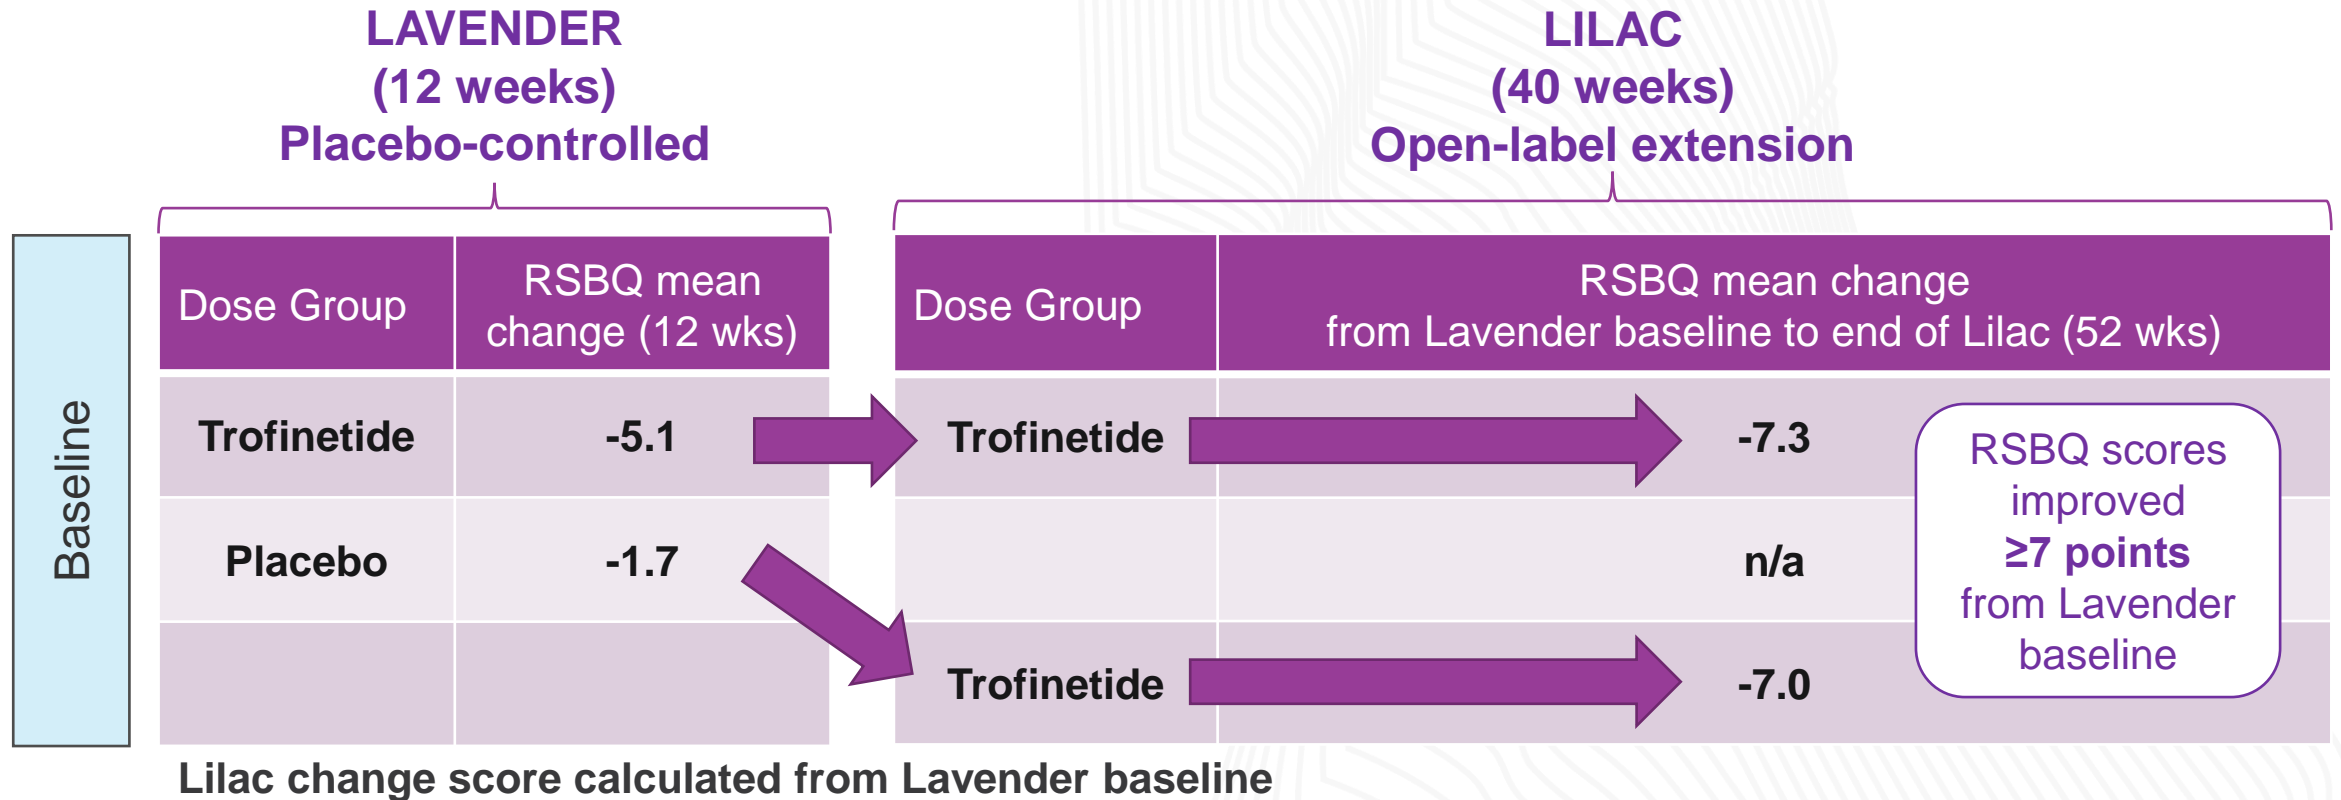 LAVENDER
(12 weeks)
Placebo-controlled
LILAC
(40 weeks)
Open-label extension
Baseline
Dose Group
RSBQ mean
change (12 wks)
Trofinetide
-5.1
Placebo
-1.7
Dose Group
RSBQ mean change
from Lavender baseline to end of Lilac (52 wks)
Trofinetide
-7.3
n/a
Trofinetide
-7.0
RSBQ scores
improved
≥7 points
from Lavender
baseline
Lilac change score calculated from Lavender baseline